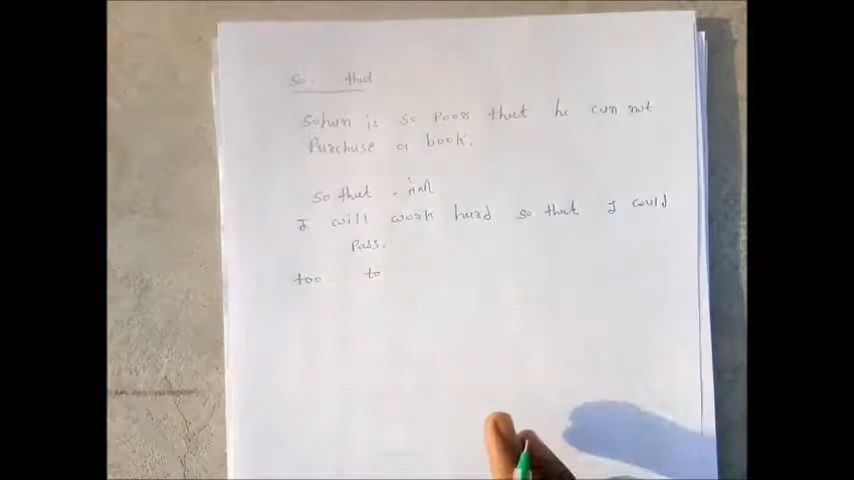 so. that
Sohan is so poor that he can not
Purchase a book.
so that .
I will work hard so that I could
Pass.
too to